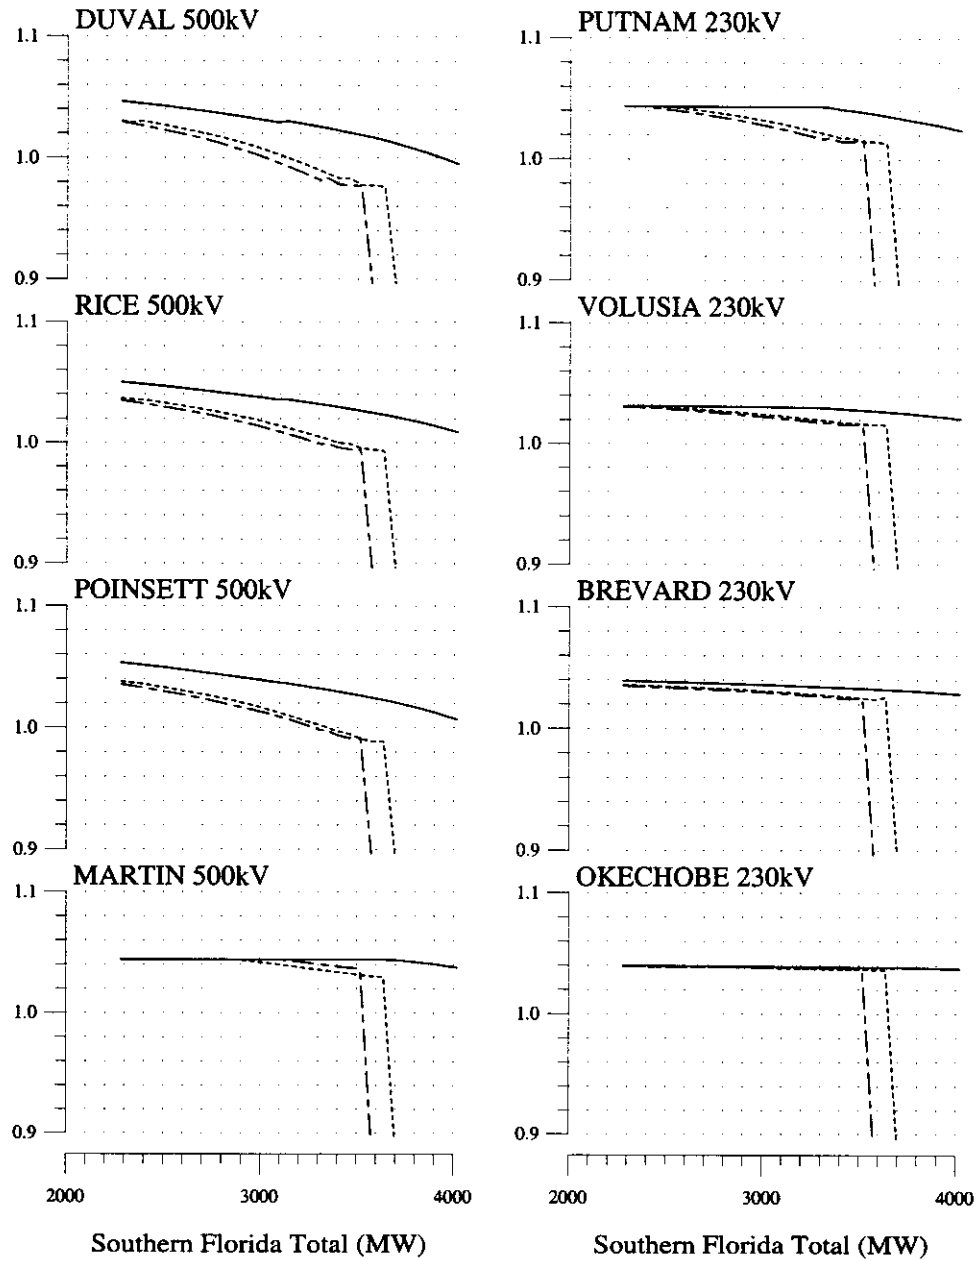 DUVAL 500kV
1.1
1.0
0.9
RICE 500kV
1.1
1.0
0.9
POINSETT 500kV
1.1
1.0
0.9
MARTIN 500kV
1.1
1.0
0.9
2000 3000 4000
Southern Florida Total (MW)
PUTNAM 230kV
1.1
1.0
0.9
VOLUSIA 230kV
1.1
1.0
0.9
BREVARD 230kV
1.1
1.0
0.9
OKECHOBE 230kV
1.1
1.0
0.9
2000 3000 4000
Southern Florida Total (MW)